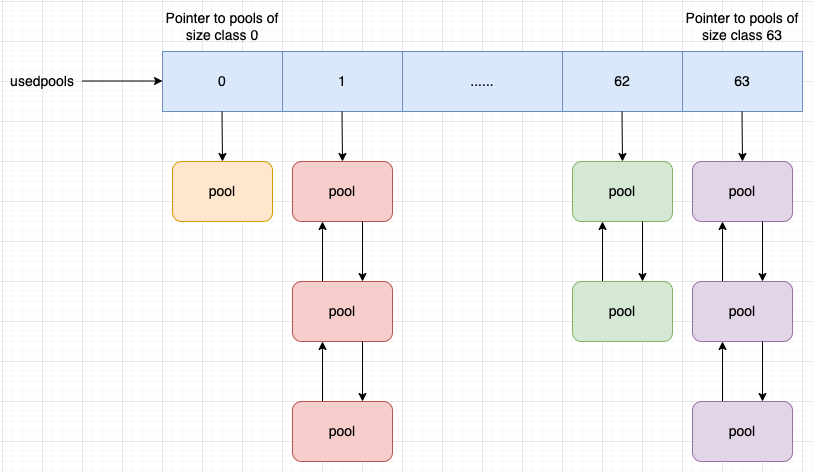 Pointer to pools of
size class 0
Pointer to pools of
size class 63
usedpools
0
1
......
62
63
pool
pool
pool
pool
pool
pool
pool
pool
pool